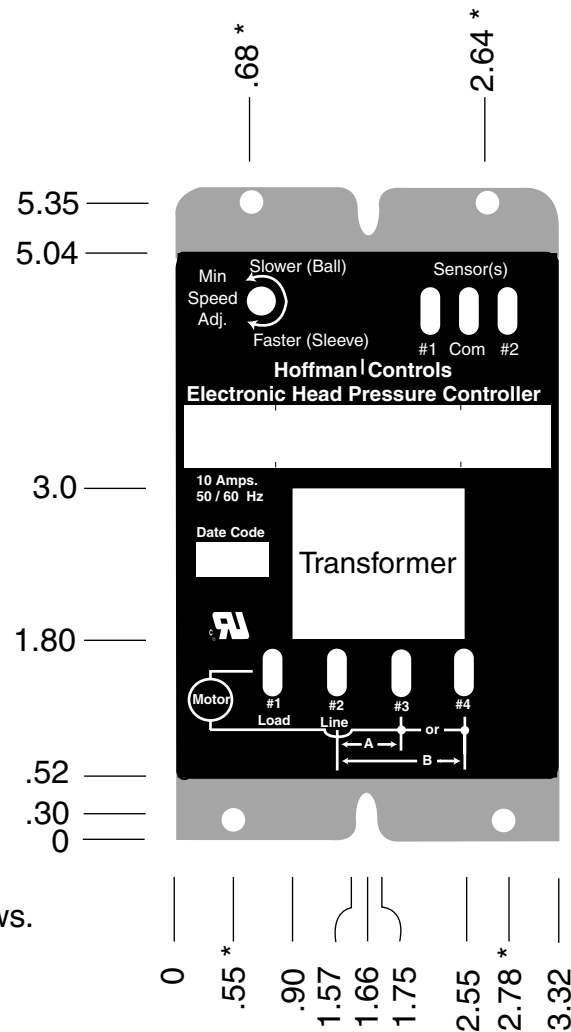 .68 *
2.64 *
5.35
5.04
Min
Speed
Adj.
Slower (Ball)
Faster (Sleeve)
Sensor(s)
#1 Com #2
Hoffman Controls
Electronic Head Pressure Controller
10 Amps.
50 / 60 Hz
3.0
Date Code
Transformer
1.80
Motor
#1 #2 #3 #4
Load Line
or
A
B
.52
.30
0
ws.
0
.55 *
.90
1.57
1.66
1.75
2.55
2.78 *
3.32